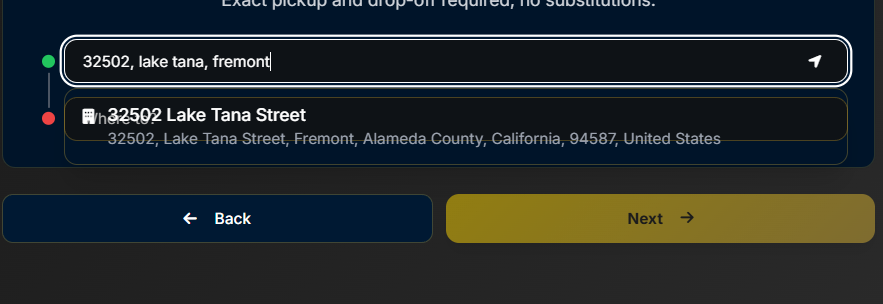 Exact pickup and drop-off required, no substitutions.
32502, lake tana, fremont
32502 Lake Tana Street
Where to?
32502, Lake Tana Street, Fremont, Alameda County, California, 94587, United States
Back
Next